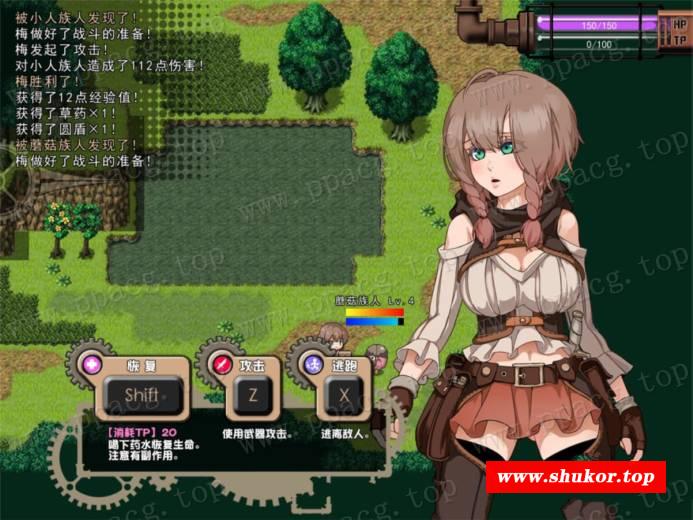 被小人族人发现了!
梅做好了战斗的准备!
梅发起了攻击!
对小人族人造成了112点伤害!
梅胜利了!
获得了12点经验值!
获得了草药×1!
获得了圆盾×1!
被蘑菇族人发现了!
梅做好了战斗的准备!
150/150
HP
0/100
TP
蘑菇族人 Lv.4
恢复
攻击
逃跑
Shift
Z
X
【消耗TP】20
喝下药水恢复生命。
注意有副作用。
使用武器攻击。
逃离敌人。
www.shukor.top
www.ppacg.top